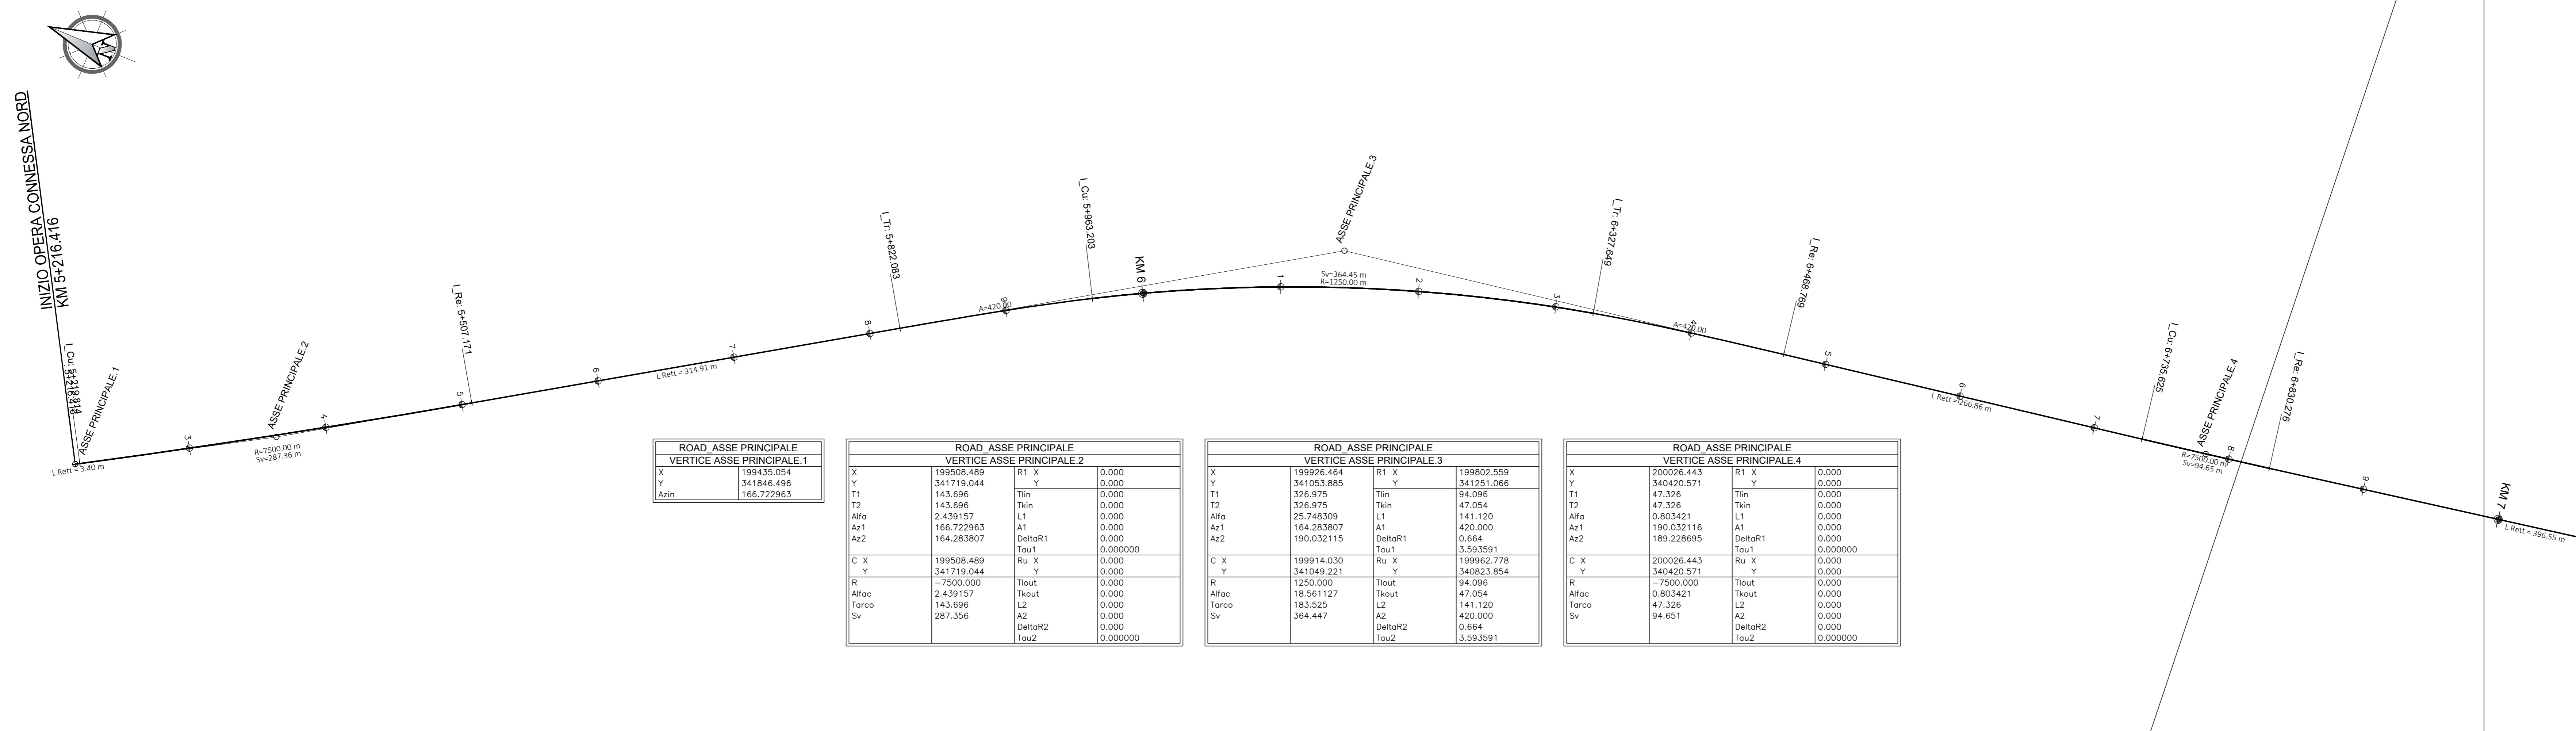 INIZIO OPERA CONNESSA NORD
KM 5+216.416
I_Cu: 5+219.814
5+216.416
ASSE PRINCIPALE.1
L Rett = 3.40 m
3
ASSE PRINCIPALE.2
R=7500.00 m
Sv=287.36 m
4
I_Re: 5+507.171
5
6
L Rett = 314.91 m
7
8
I_Tr: 5+822.083
9
A=420.00
I_Cu: 5+963.203
KM 6
1
ASSE PRINCIPALE.3
Sv=364.45 m
R=1250.00 m
2
3
I_Tr: 6+327.649
4
A=420.00
I_Re: 6+468.769
5
6
L Rett = 266.86 m
7
I_Cu: 6+735.625
ASSE PRINCIPALE.4
R=7500.00 m
Sv=94.65 m
8
I_Re: 6+830.276
9
KM 7
L Rett = 396.55 m
ROAD_ASSE PRINCIPALE
VERTICE ASSE PRINCIPALE.1
X 199435.054
Y 341846.496
Azin 166.722963
ROAD_ASSE PRINCIPALE
VERTICE ASSE PRINCIPALE.2
X 199508.489 R1 X 0.000
Y 341719.044 Y 0.000
T1 143.696 Tlin 0.000
T2 143.696 Tkin 0.000
Alfa 2.439157 L1 0.000
Az1 166.722963 A1 0.000
Az2 164.283807 DeltaR1 0.000
Tau1 0.000000
C X 199508.489 Ru X 0.000
Y 341719.044 Y 0.000
R -7500.000 Tlout 0.000
Alfac 2.439157 Tkout 0.000
Tarco 143.696 L2 0.000
Sv 287.356 A2 0.000
DeltaR2 0.000
Tau2 0.000000
ROAD_ASSE PRINCIPALE
VERTICE ASSE PRINCIPALE.3
X 199926.464 R1 X 199802.559
Y 341053.885 Y 341251.066
T1 326.975 Tlin 94.096
T2 326.975 Tkin 47.054
Alfa 25.748309 L1 141.120
Az1 164.283807 A1 420.000
Az2 190.032115 DeltaR1 0.664
Tau1 3.593591
C X 199914.030 Ru X 199962.778
Y 341049.221 Y 340823.854
R 1250.000 Tlout 94.096
Alfac 18.561127 Tkout 47.054
Tarco 183.525 L2 141.120
Sv 364.447 A2 420.000
DeltaR2 0.664
Tau2 3.593591
ROAD_ASSE PRINCIPALE
VERTICE ASSE PRINCIPALE.4
X 200026.443 R1 X 0.000
Y 340420.571 Y 0.000
T1 47.326 Tlin 0.000
T2 47.326 Tkin 0.000
Alfa 0.803421 L1 0.000
Az1 190.032116 A1 0.000
Az2 189.228695 DeltaR1 0.000
Tau1 0.000000
C X 200026.443 Ru X 0.000
Y 340420.571 Y 0.000
R -7500.000 Tlout 0.000
Alfac 0.803421 Tkout 0.000
Tarco 47.326 L2 0.000
Sv 94.651 A2 0.000
DeltaR2 0.000
Tau2 0.000000